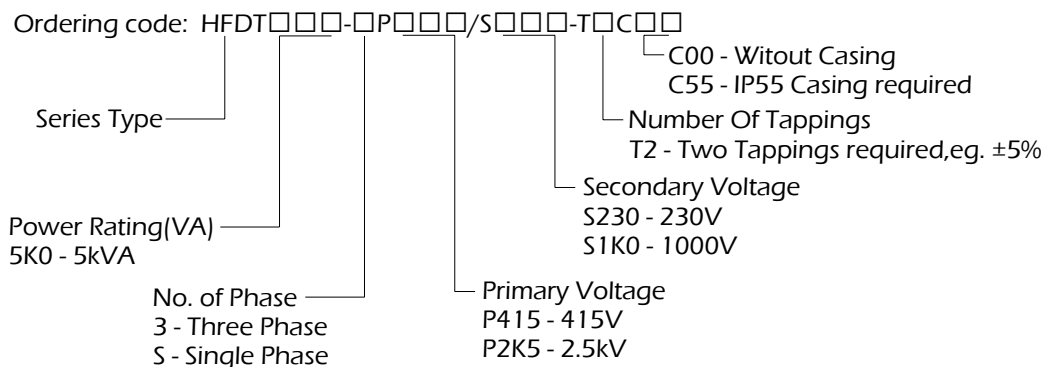 Ordering code: HFDT□□□-□P□□□/S□□□-T□C□□
C00 - Witout Casing
C55 - IP55 Casing required
Series Type
Number Of Tappings
T2 - Two Tappings required,eg. ±5%
Secondary Voltage
S230 - 230V
S1K0 - 1000V
Power Rating(VA)
5K0 - 5kVA
No. of Phase
3 - Three Phase
S - Single Phase
Primary Voltage
P415 - 415V
P2K5 - 2.5kV